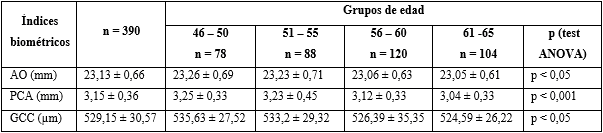 Índices biométricos | n = 390 | Grupos de edad
46 – 50 n = 78 | 51 – 55 n = 88 | 56 – 60 n = 120 | 61 -65 n = 104 | p (test ANOVA)
AO (mm) | 23,13 ± 0,66 | 23,26 ± 0,69 | 23,23 ± 0,71 | 23,06 ± 0,63 | 23,05 ± 0,61 | p < 0,05
PCA (mm) | 3,15 ± 0,36 | 3,25 ± 0,33 | 3,23 ± 0,45 | 3,12 ± 0,33 | 3,04 ± 0,33 | p < 0,001
GCC (µm) | 529,15 ± 30,57 | 535,63 ± 27,52 | 533,2 ± 29,32 | 526,39 ± 35,35 | 524,59 ± 26,22 | p < 0,05